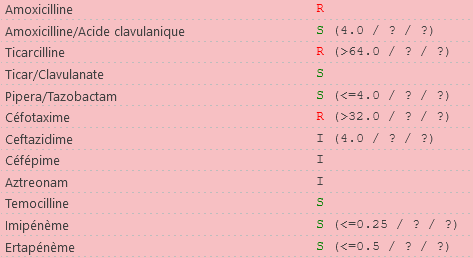 Amoxicilline R
Amoxicilline/Acide clavulanique S (4.0 / ? / ?)
Ticarcilline R (>64.0 / ? / ?)
Ticar/Clavulanate S
Pipera/Tazobactam S (<=4.0 / ? / ?)
Céfotaxime R (>32.0 / ? / ?)
Ceftazidime I (4.0 / ? / ?)
Céfépime I
Aztreonam I
Temocilline S
Imipénème S (<=0.25 / ? / ?)
Ertapénème S (<=0.5 / ? / ?)